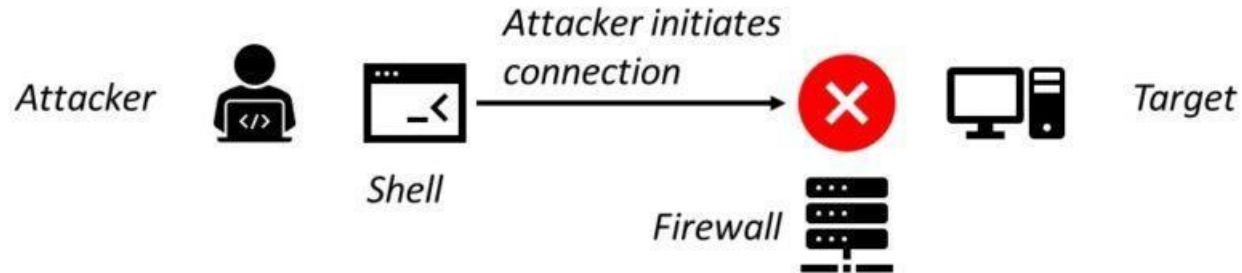 Attacker initiates
connection
Attacker
</>
_<
Target
Shell
Firewall